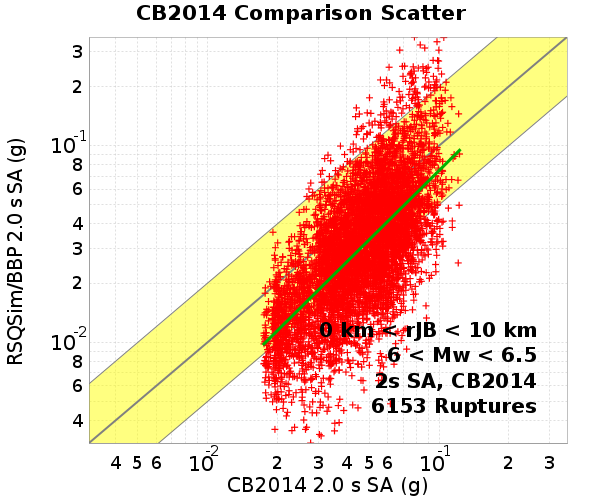 CB2014 Comparison Scatter
RSQSim/BBP 2.0 s SA (g)
3
2
10-1
8
6
4
3
2
10-2
8
6
4
0 km < rJB < 10 km
6 < Mw < 6.5
2s SA, CB2014
6153 Ruptures
4 5 6 10-2 2 3 4 5 6 10-1 2 3
CB2014 2.0 s SA (g)